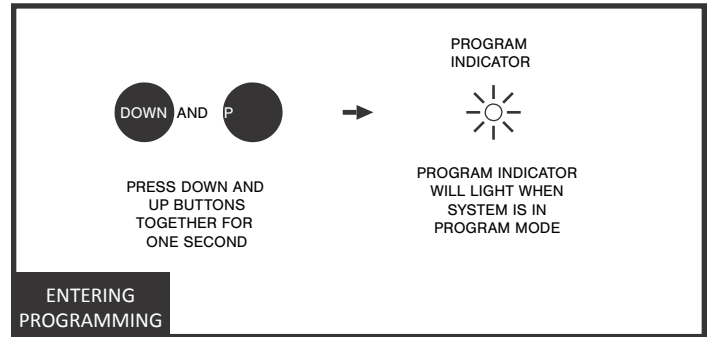 PROGRAM
INDICATOR
DOWN AND P
PRESS DOWN AND
UP BUTTONS
TOGETHER FOR
ONE SECOND
PROGRAM INDICATOR
WILL LIGHT WHEN
SYSTEM IS IN
PROGRAM MODE
ENTERING
PROGRAMMING